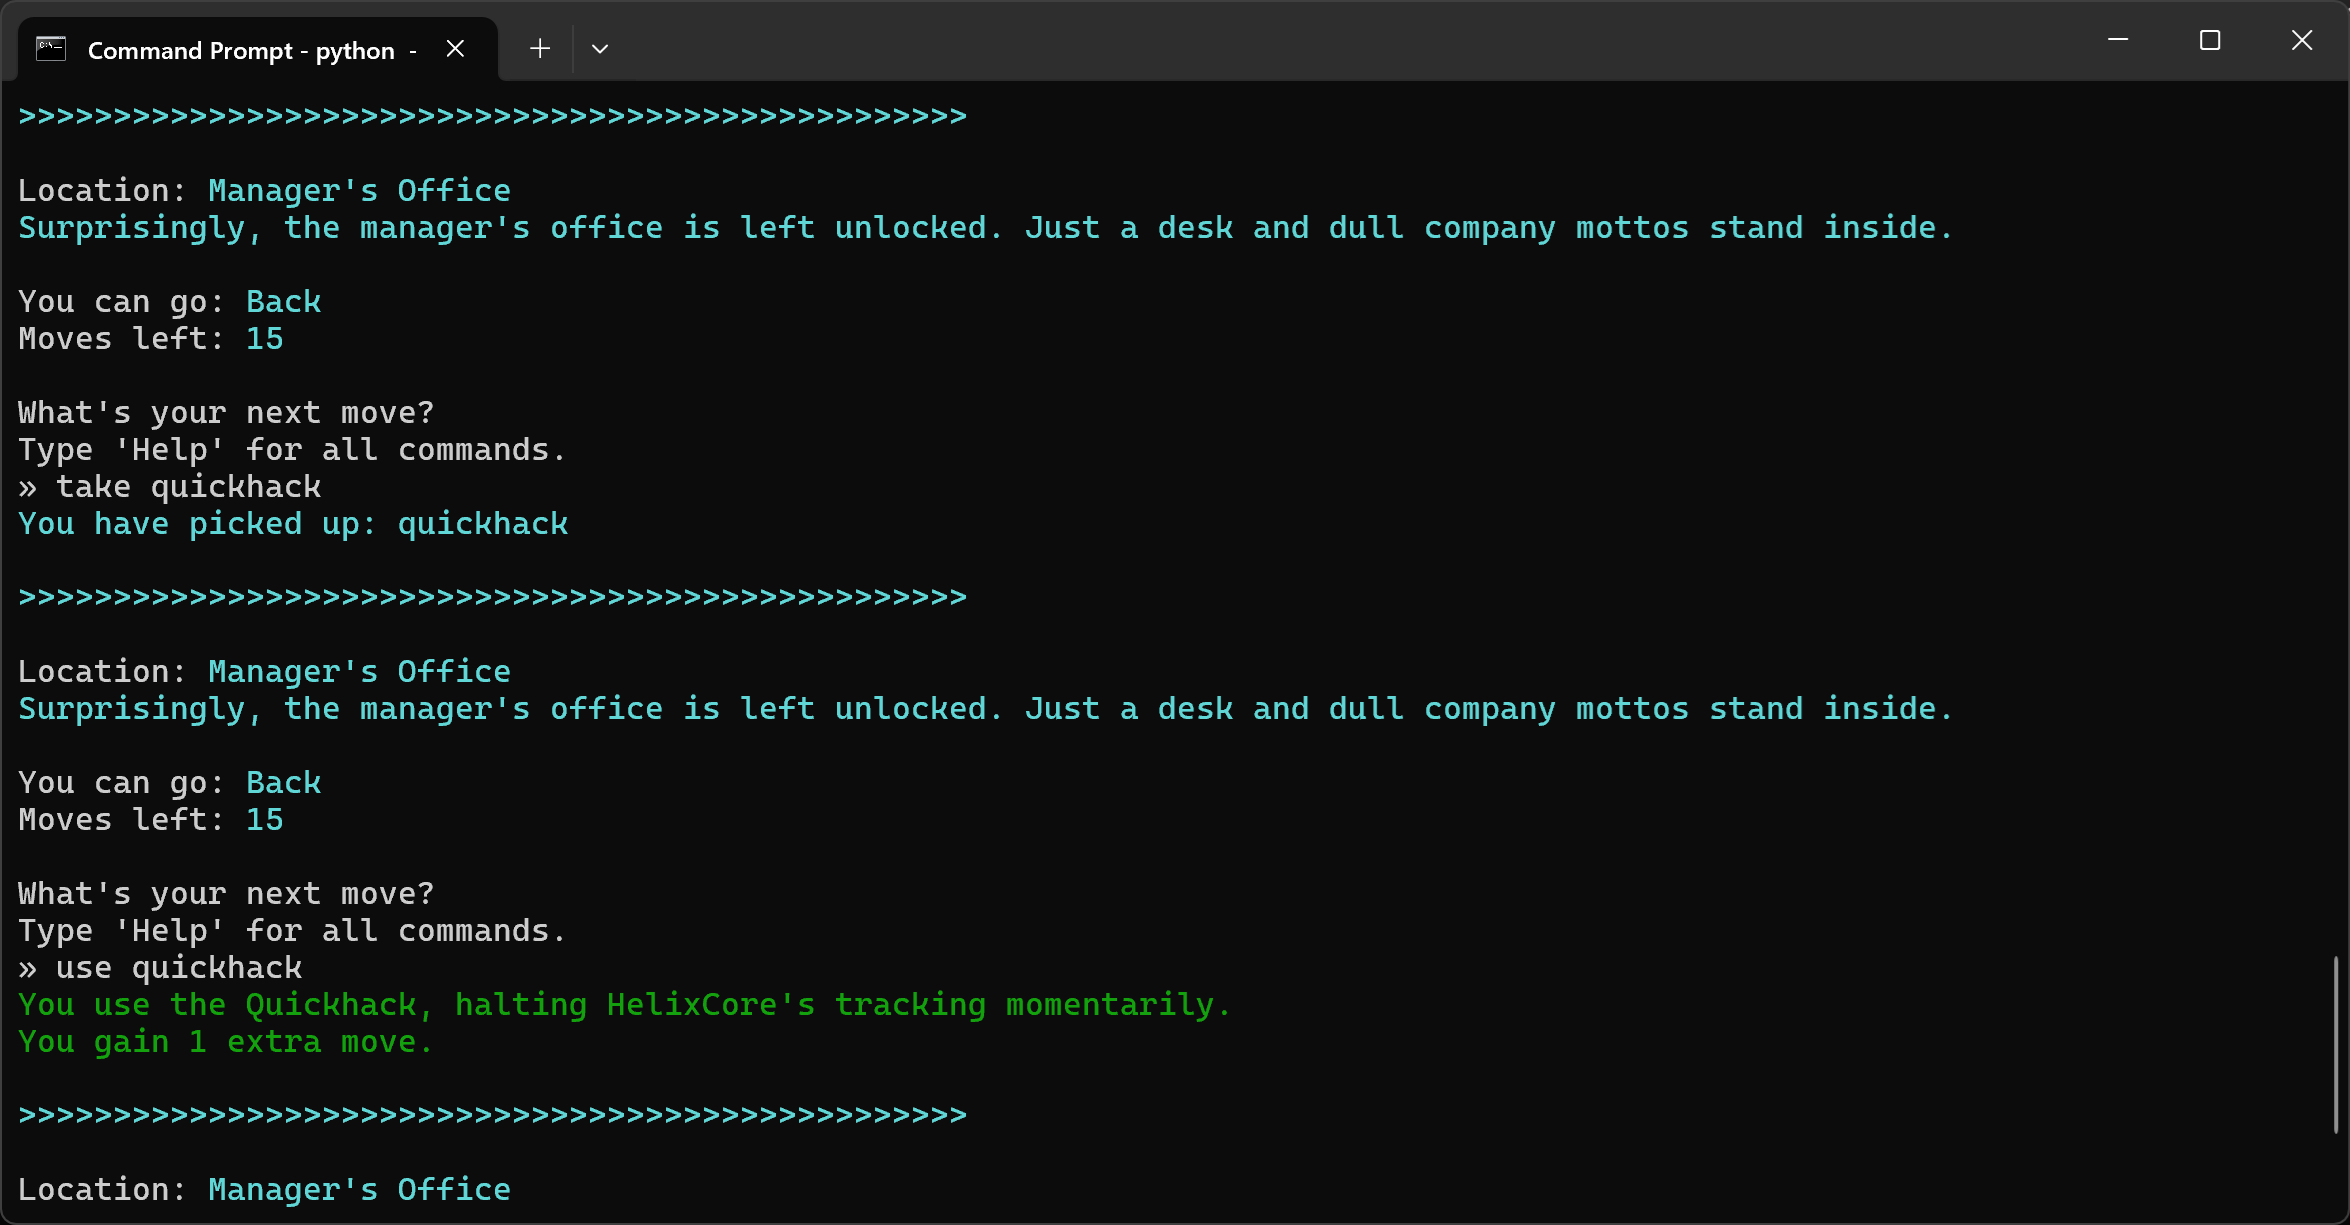 Command Prompt - python -
>>>>>>>>>>>>>>>>>>>>>>>>>>>>>>>>>>>>>>>>>>>>>>>>>>
Location: Manager's Office
Surprisingly, the manager's office is left unlocked. Just a desk and dull company mottos stand inside.
You can go: Back
Moves left: 15
What's your next move?
Type 'Help' for all commands.
» take quickhack
You have picked up: quickhack
>>>>>>>>>>>>>>>>>>>>>>>>>>>>>>>>>>>>>>>>>>>>>>>>>>
Location: Manager's Office
Surprisingly, the manager's office is left unlocked. Just a desk and dull company mottos stand inside.
You can go: Back
Moves left: 15
What's your next move?
Type 'Help' for all commands.
» use quickhack
You use the Quickhack, halting HelixCore's tracking momentarily.
You gain 1 extra move.
>>>>>>>>>>>>>>>>>>>>>>>>>>>>>>>>>>>>>>>>>>>>>>>>>>
Location: Manager's Office